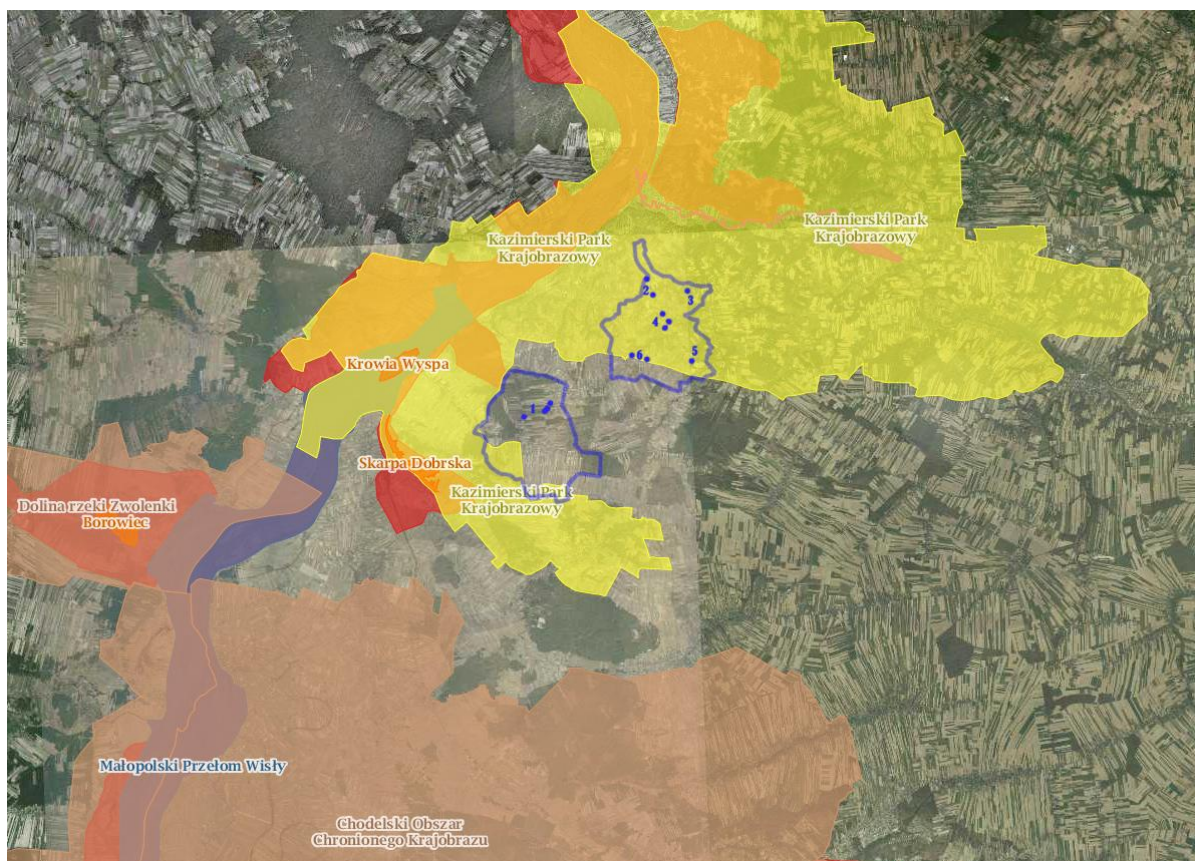 Kazimierski Park
Krajobrazowy
Kazimierski Park
Krajobrazowy
2
3
4
6
5
Krowia Wyspa
1
Skarpa Dobrska
Kazimierski Park
Krajobrazowy
Dolina rzeki Zwolenki
Borowiec
Małopolski Przełom Wisły
Chodelski Obszar
Chronionego Krajobrazu